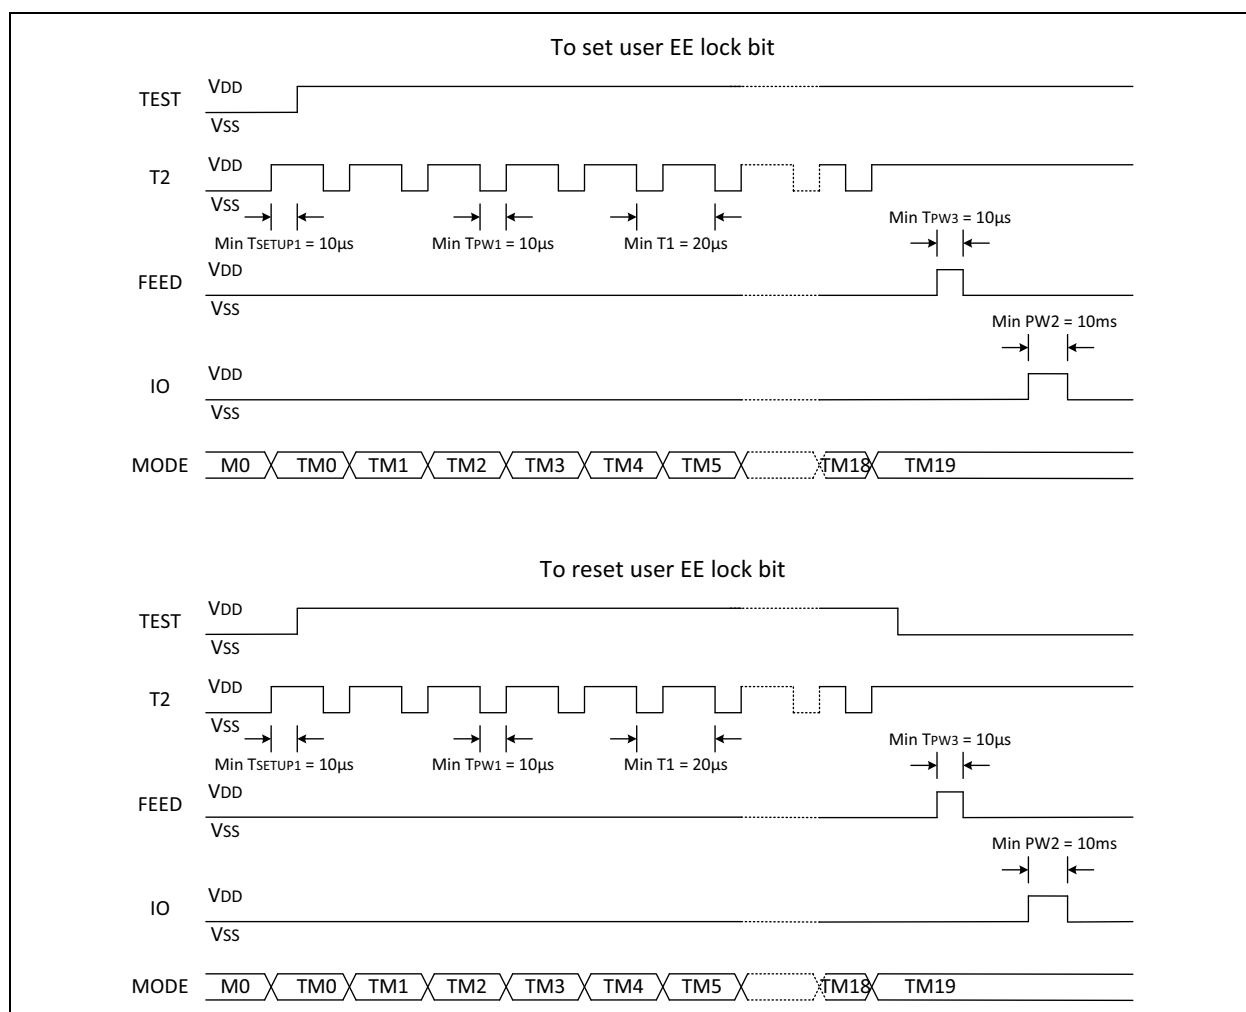 To set user EE lock bit
VDD
TEST
VSS
VDD
T2
VSS
Min TPW3 = 10µs
Min TSETUP1 = 10µs Min TPW1 = 10µs Min T1 = 20µs
VDD
FEED
VSS
Min PW2 = 10ms
VDD
IO
VSS
MODE M0 TM0 TM1 TM2 TM3 TM4 TM5 TM18 TM19
To reset user EE lock bit
VDD
TEST
VSS
VDD
T2
VSS
Min TPW3 = 10µs
Min TSETUP1 = 10µs Min TPW1 = 10µs Min T1 = 20µs
VDD
FEED
VSS
Min PW2 = 10ms
VDD
IO
VSS
MODE M0 TM0 TM1 TM2 TM3 TM4 TM5 TM18 TM19